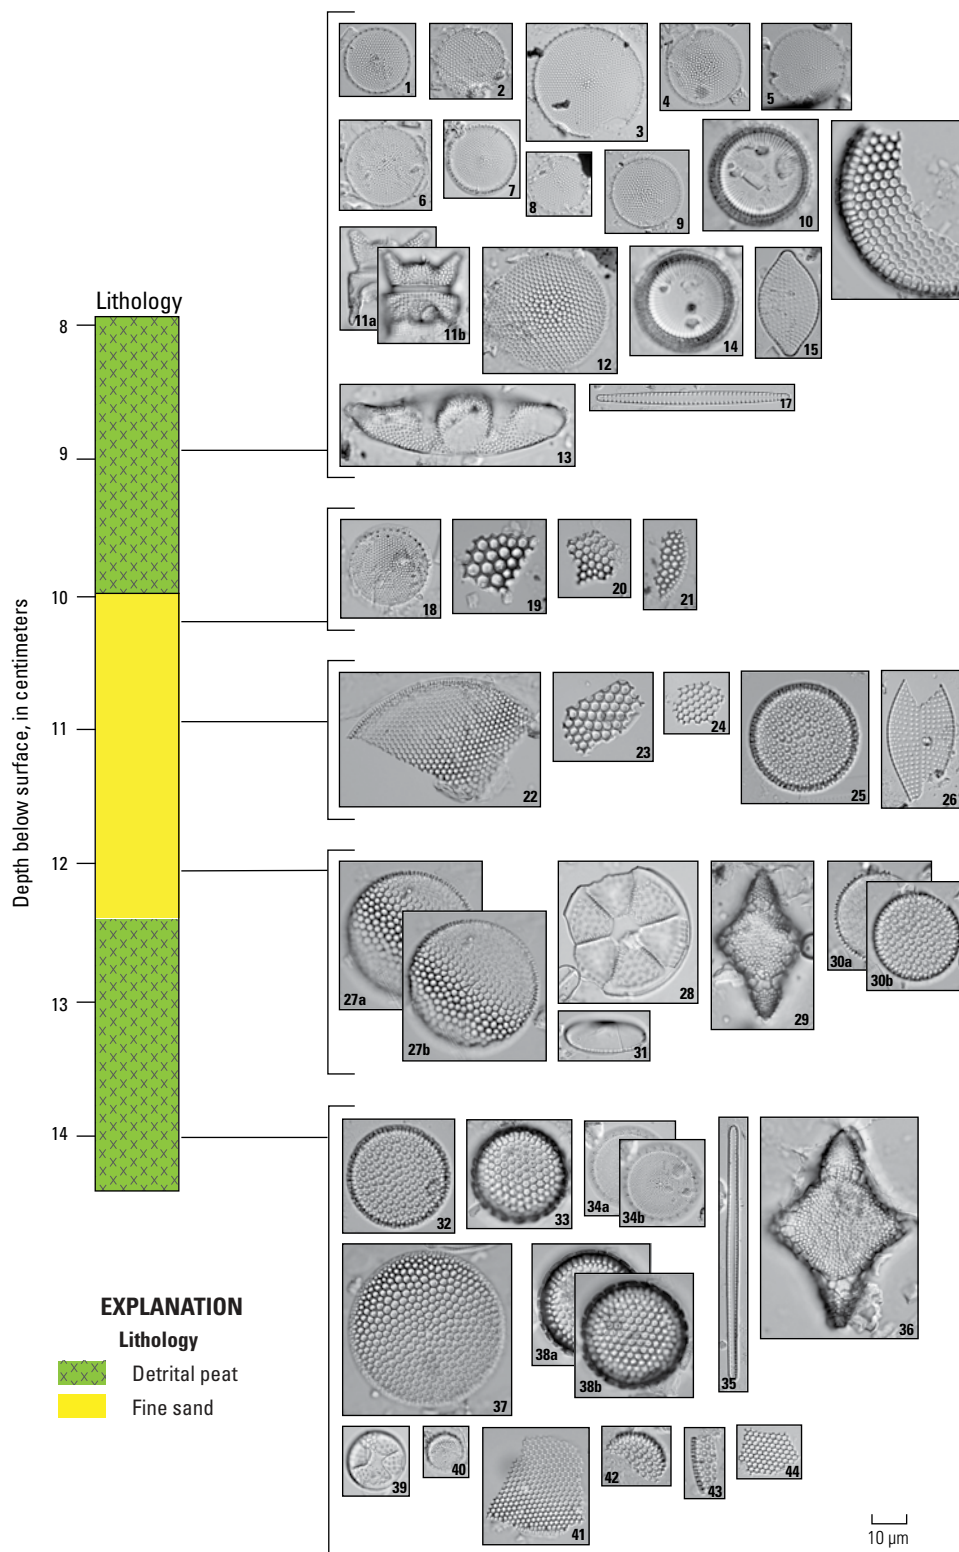 1
2
3
4
5
6
7
8
9
10
11a
11b
12
14
15
13
17
Lithology
8
9
10
11
12
13
14
Depth below surface, in centimeters
18
19
20
21
22
23
24
25
26
27a
27b
28
29
30a
30b
31
32
33
34a
34b
35
36
37
38a
38b
39
40
41
42
43
44
EXPLANATION
Lithology
Detrital peat
Fine sand
10 µm